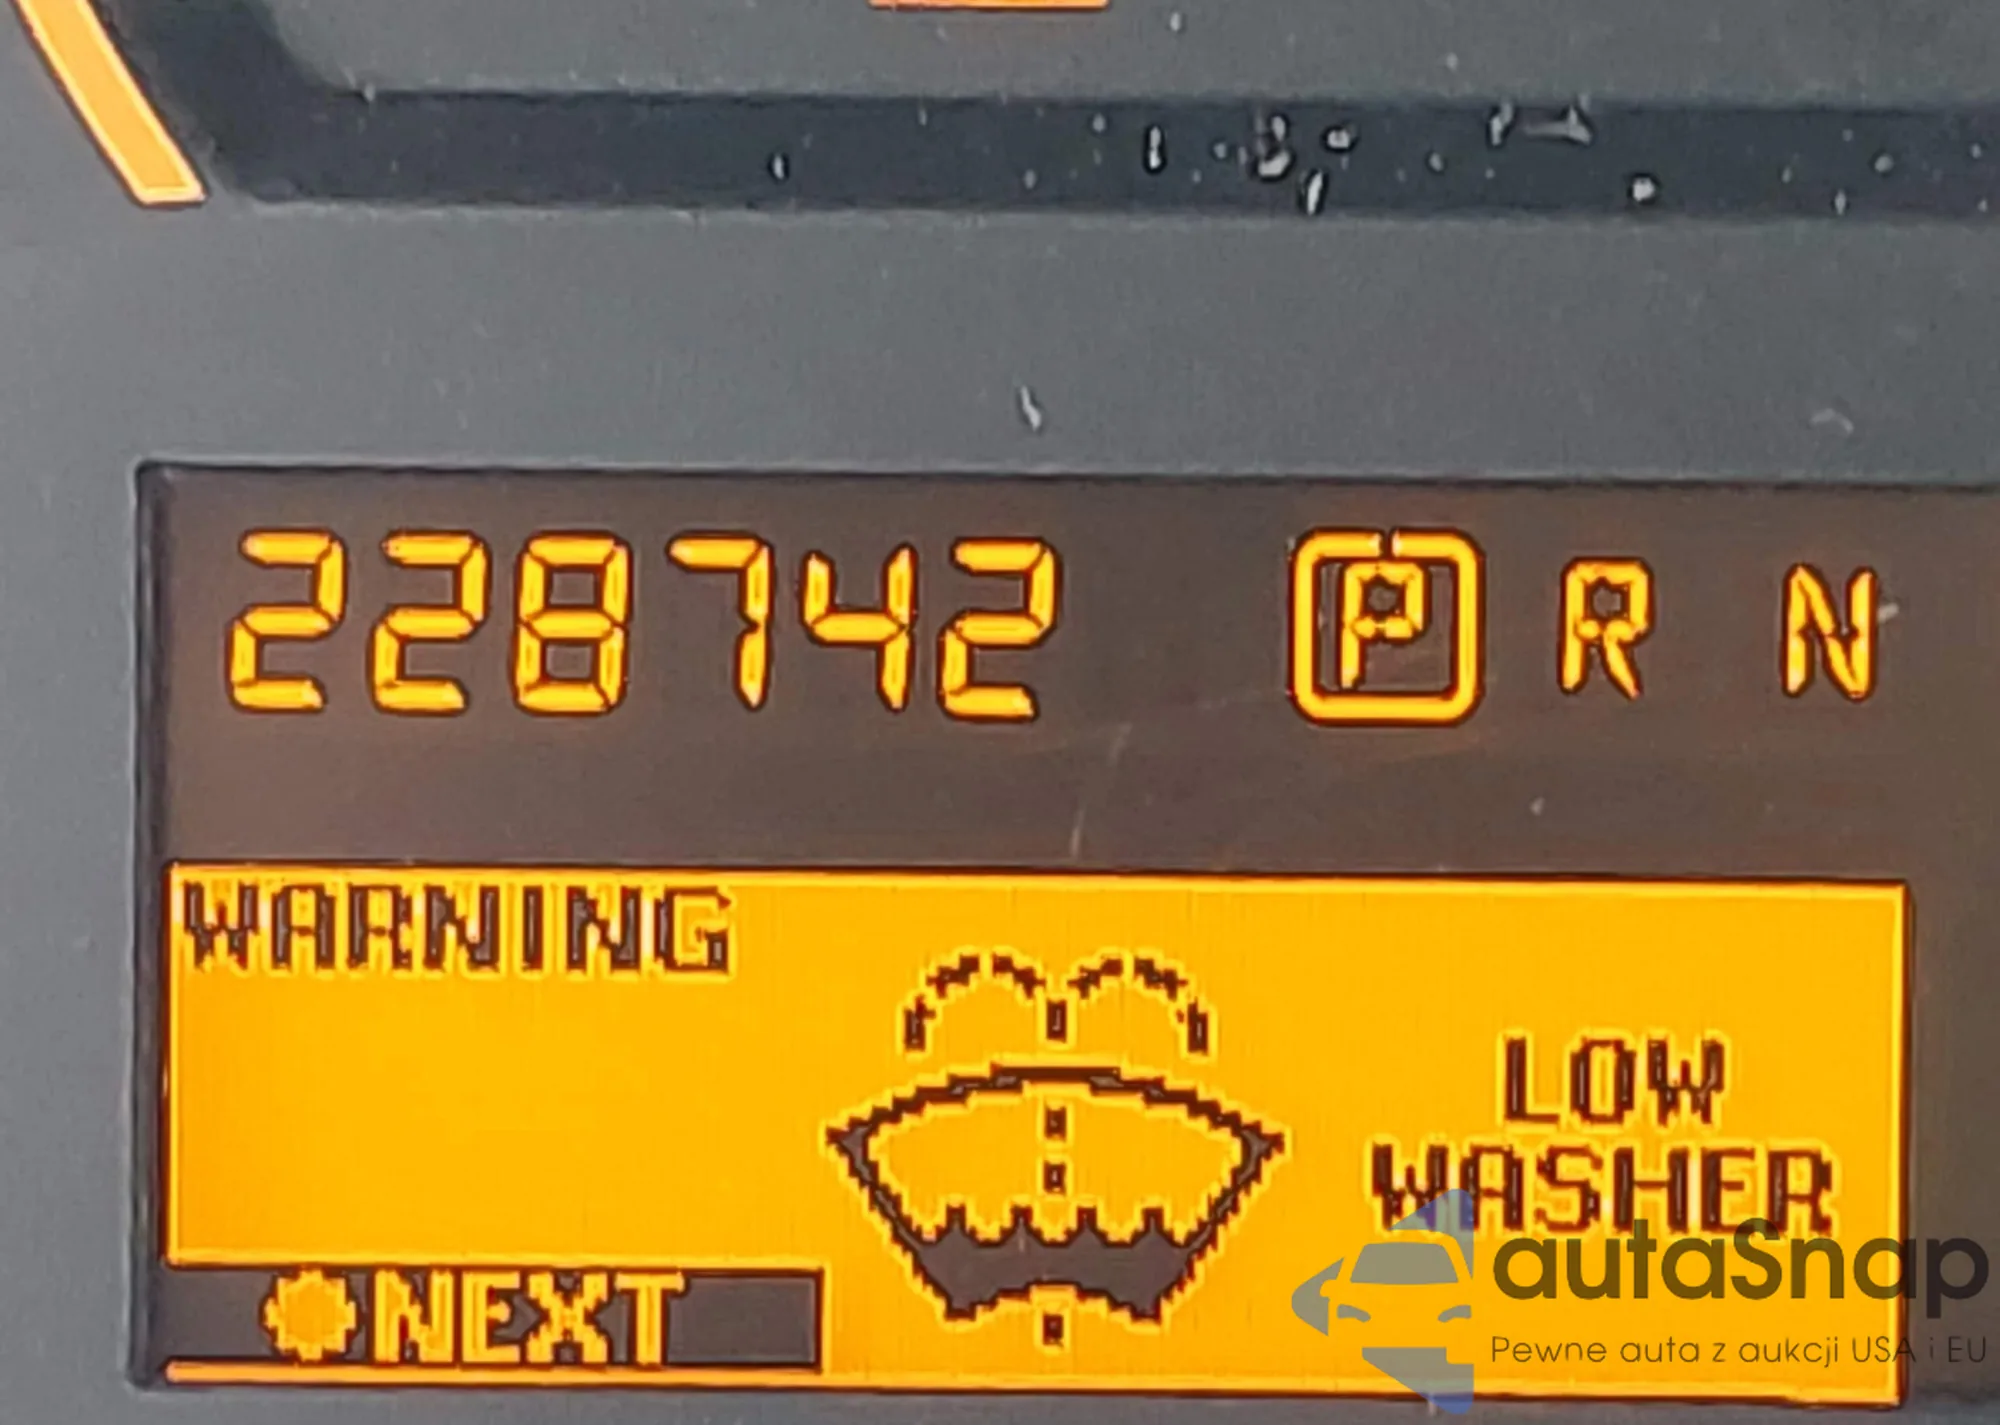 228742 P R N
WARNING
LOW
WASHER
NEXT
autaSnap
Pewne auta z aukcji USA i EU